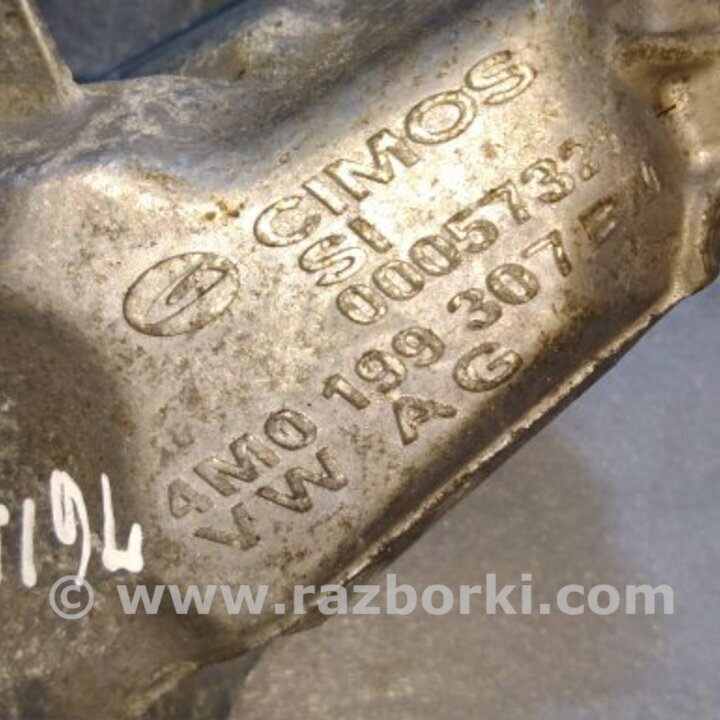 CIMOS
SI
0005732
4M0 199 307
VW AG
© www.razborki.com